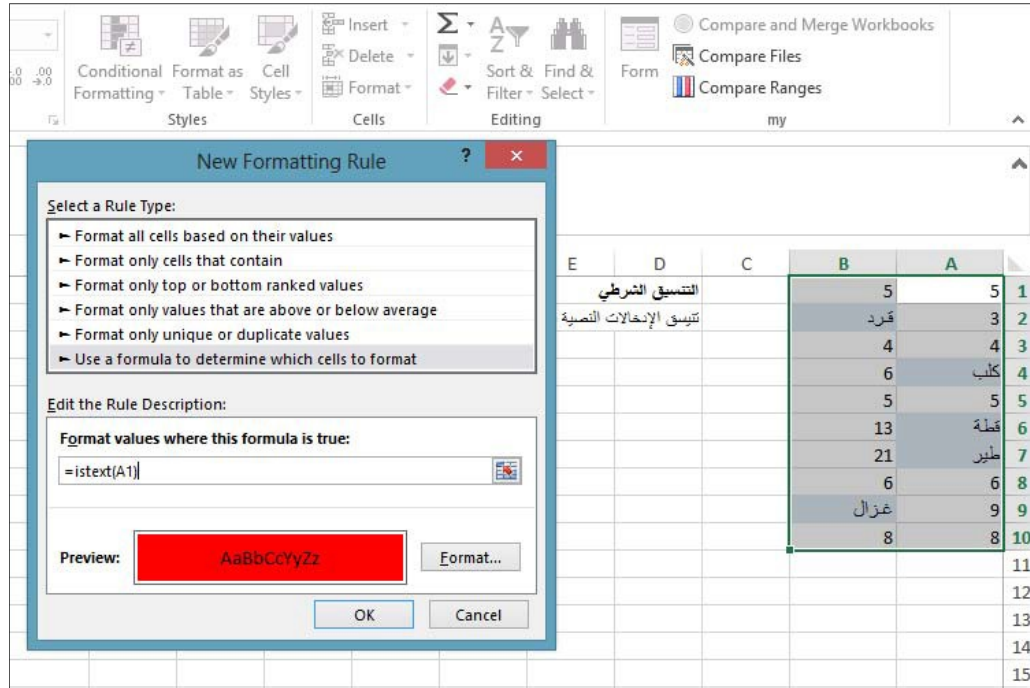 Conditional Formatting
Format as Table
Cell Styles
Styles
Insert
Delete
Format
Cells
Σ
A
Z
Sort & Filter
Find & Select
Editing
Form
Compare and Merge Workbooks
Compare Files
Compare Ranges
my
New Formatting Rule
?
Select a Rule Type:
► Format all cells based on their values
► Format only cells that contain
► Format only top or bottom ranked values
► Format only values that are above or below average
► Format only unique or duplicate values
► Use a formula to determine which cells to format
Edit the Rule Description:
Format values where this formula is true:
=istext(A1)
Preview:
AaBbCcYyZz
Format...
OK
Cancel
E D C B A
التنسيق الشرطي 5 5 1
تنيسق الإدخالات النصية قرد 3 2
4 4 3
6 كلب 4
5 5 5
13 قطة 6
21 طير 7
6 6 8
غزال 9 9
8 8 10
11
12
13
14
15